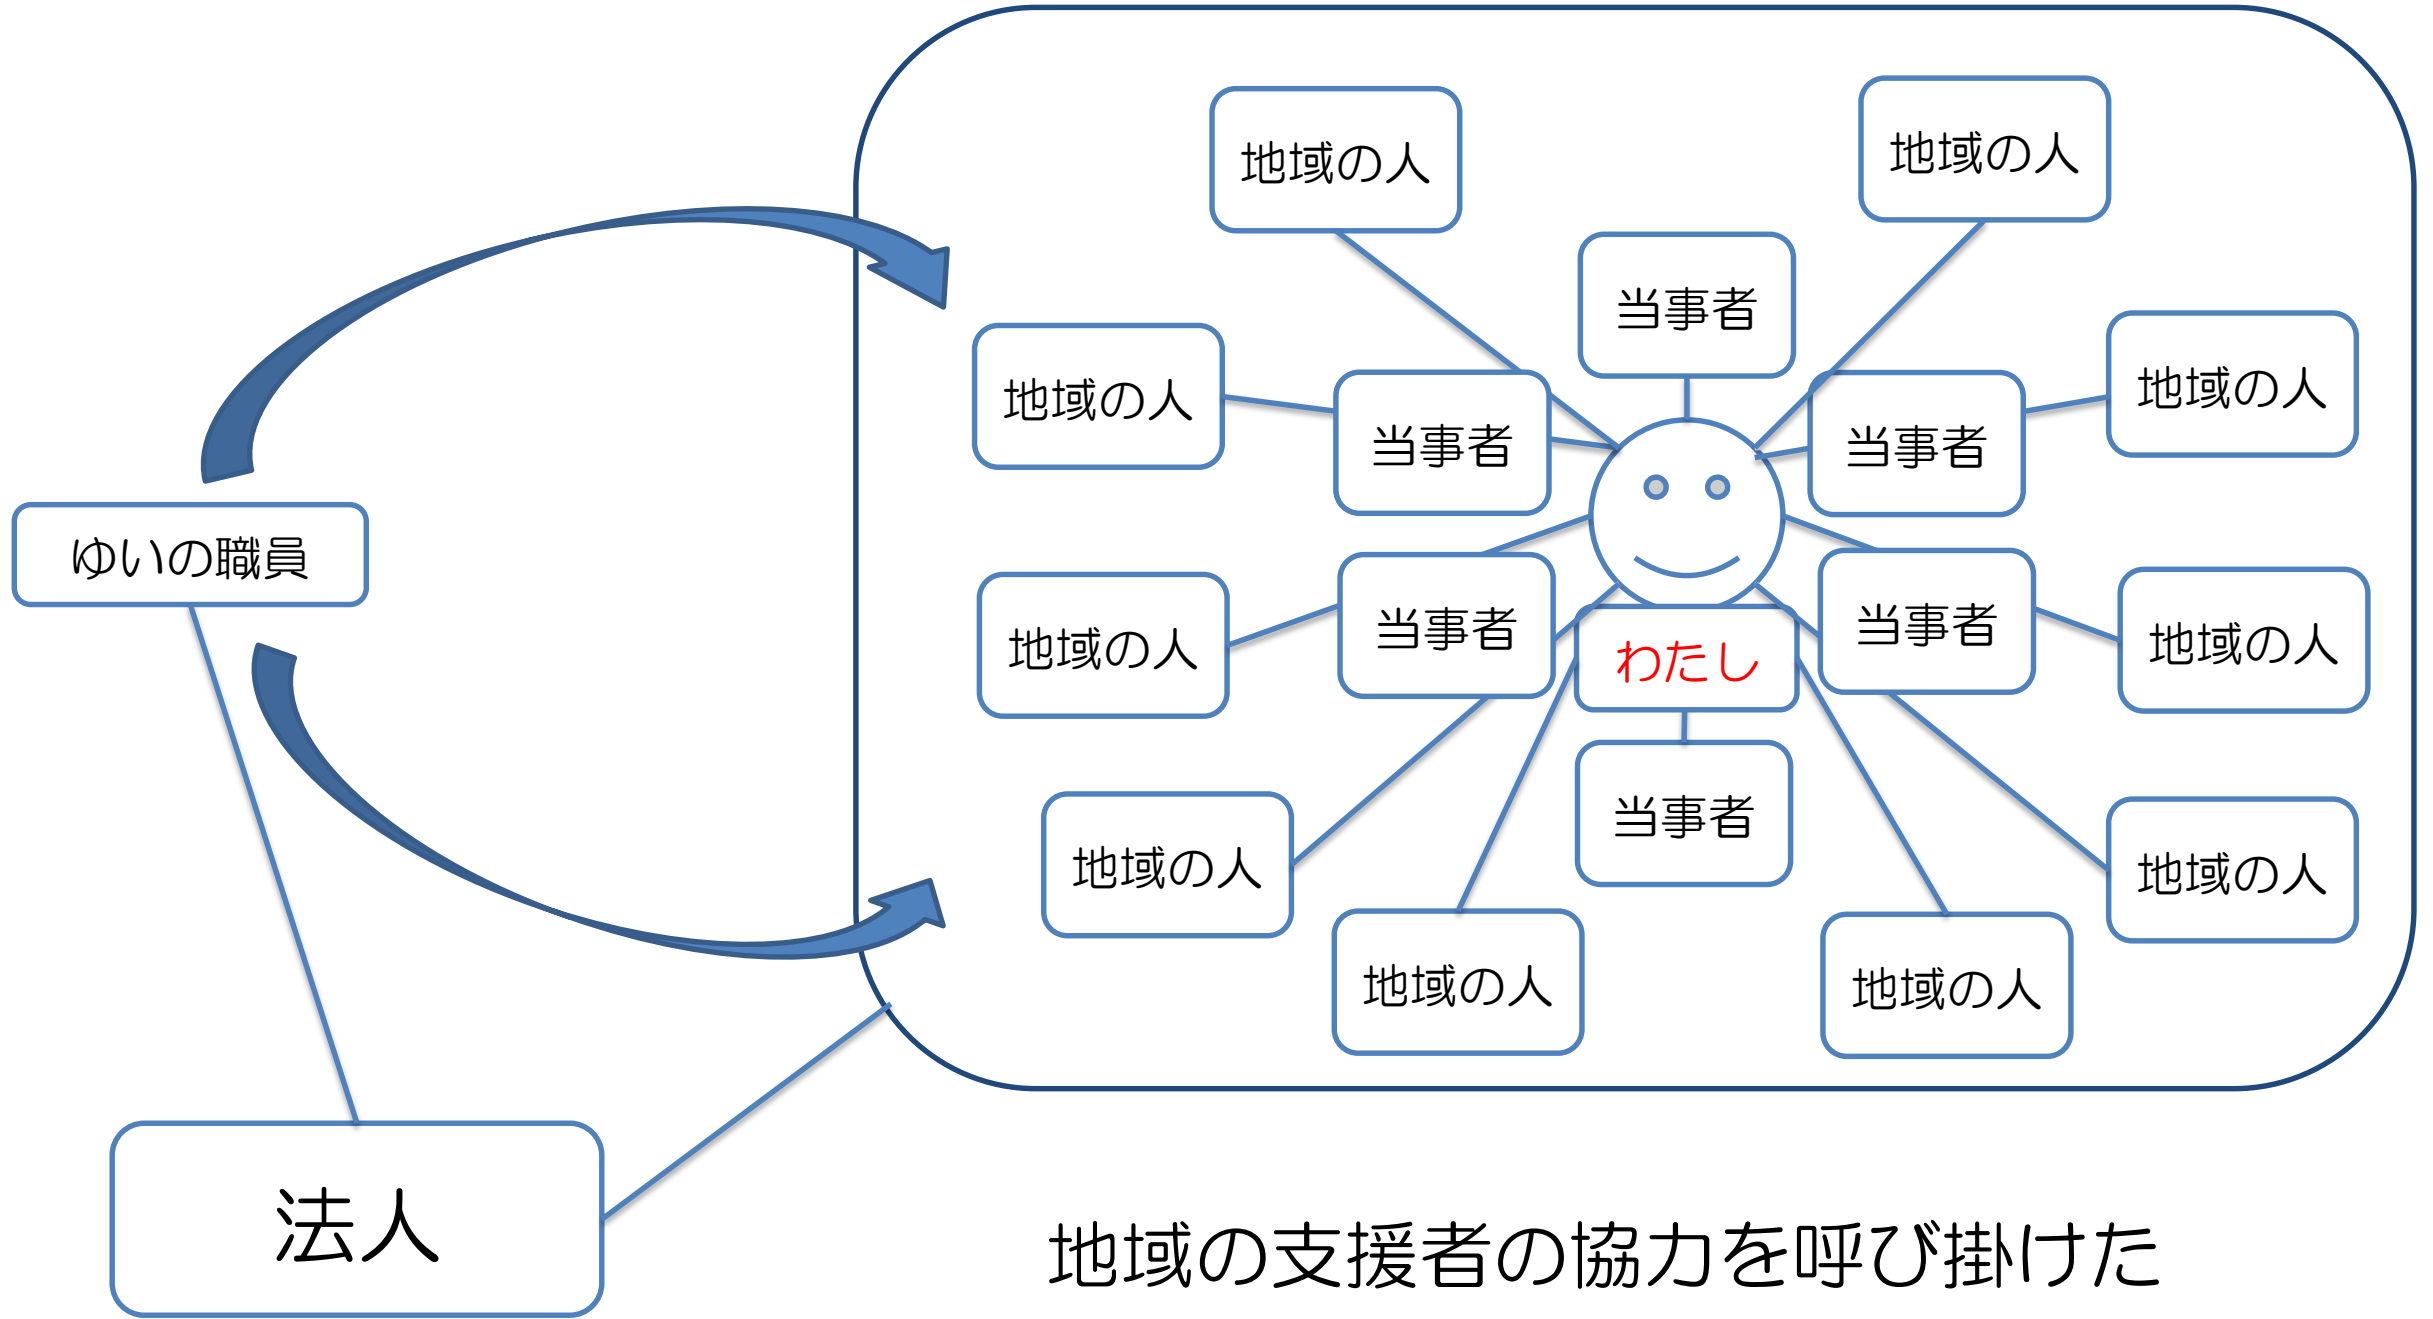 地域の人
地域の人
当事者
地域の人
地域の人
当事者
当事者
ゆいの職員
地域の人
当事者
当事者
地域の人
わたし
当事者
地域の人
地域の人
地域の人
地域の人
法人
地域の支援者の協力を呼び掛けた